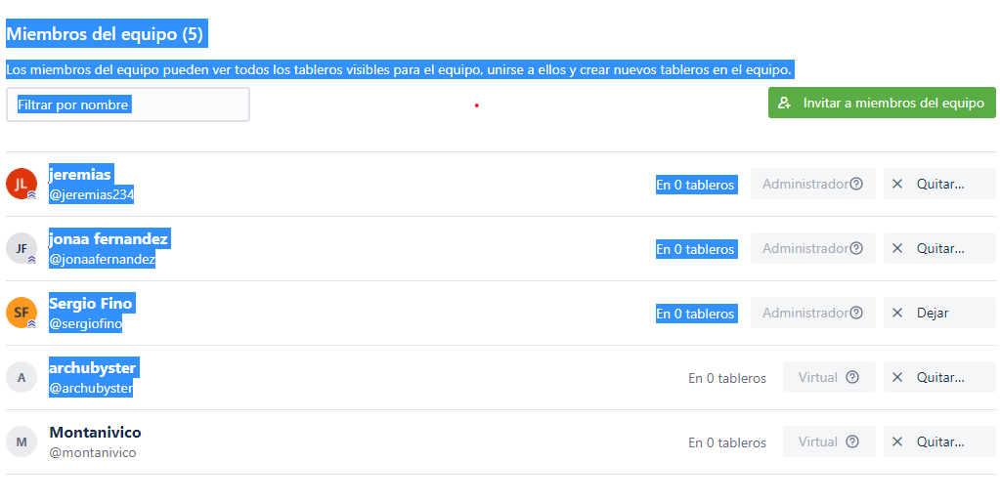 Miembros del equipo (5)
Los miembros del equipo pueden ver todos los tableros visibles para el equipo, unirse a ellos y crear nuevos tableros en el equipo.
Filtrar por nombre
Invitar a miembros del equipo
JL
jeremias
@jeremias234
En 0 tableros
Administrador
Quitar...
JF
jonaa fernandez
@jonaafernandez
En 0 tableros
Administrador
Quitar...
SF
Sergio Fino
@sergiofino
En 0 tableros
Administrador
Dejar
A
archubyster
@archubyster
En 0 tableros
Virtual
Quitar...
M
Montanivico
@montanivico
En 0 tableros
Virtual
Quitar...